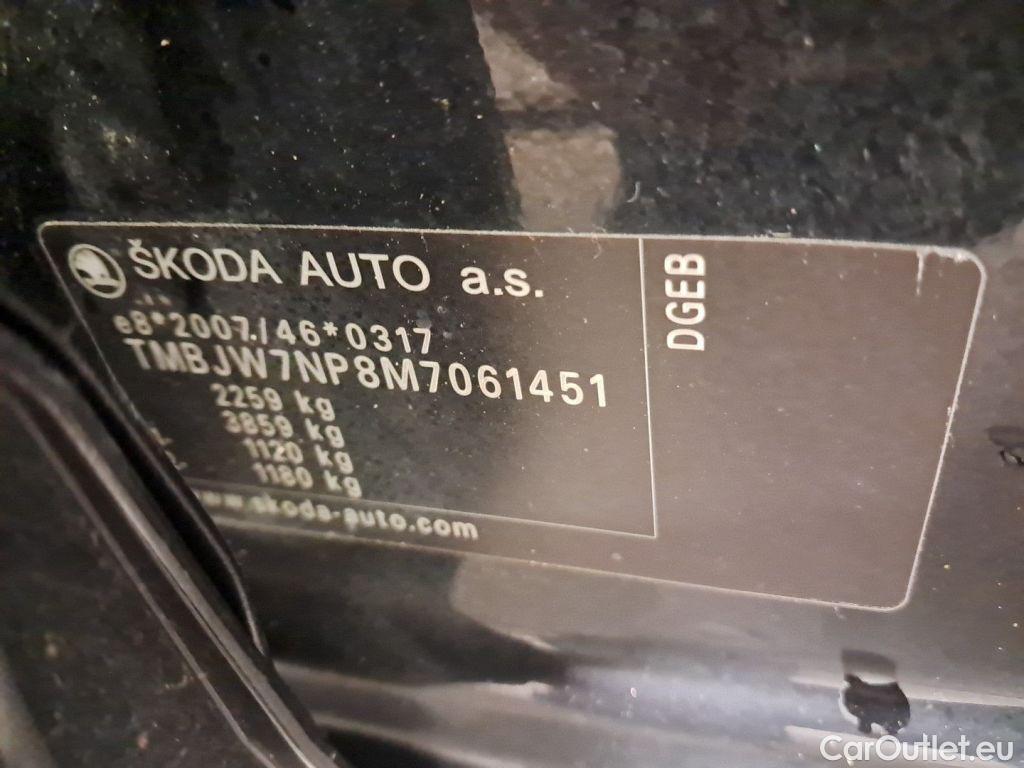 ŠKODA AUTO a.s.
e8*2007/46*0317
TMBJW7NP8M7061451
2259 kg
3859 kg
1120 kg
1180 kg
www.skoda-auto.com
DGEB
CarOutlet.eu